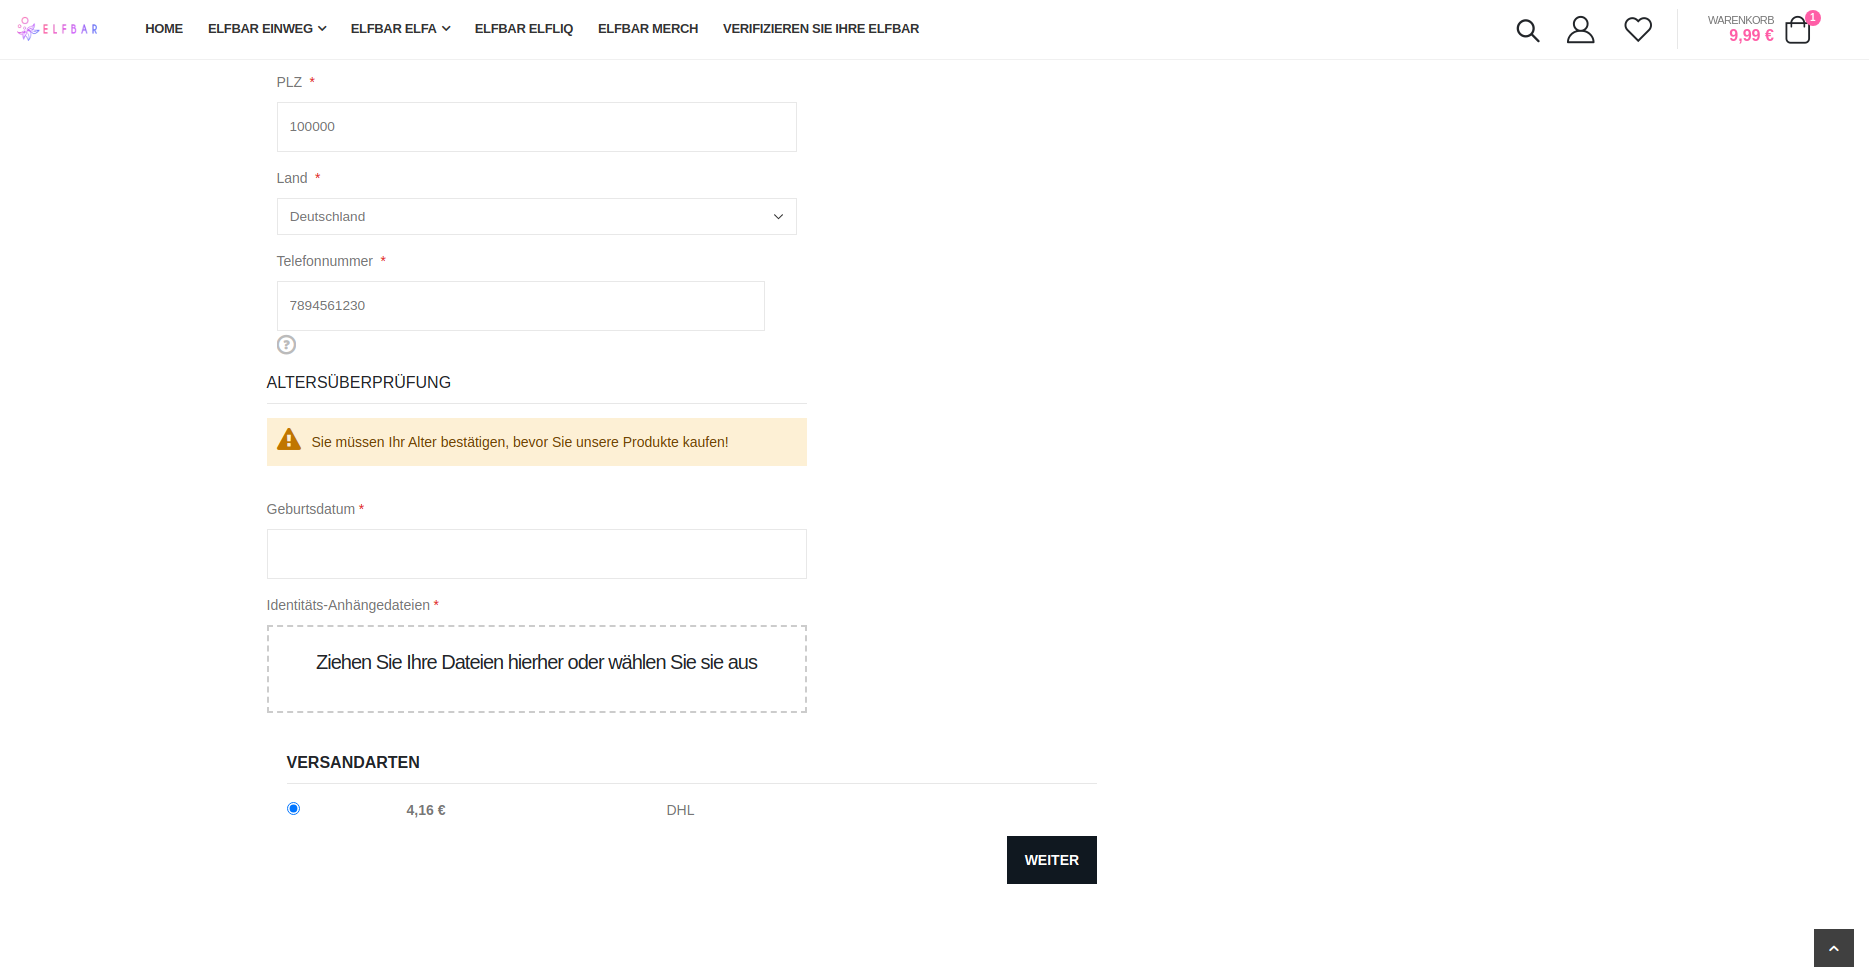 ELFBAR
HOME
ELFBAR EINWEG
ELFBAR ELFA
ELFBAR ELFLIQ
ELFBAR MERCH
VERIFIZIEREN SIE IHRE ELFBAR
WARENKORB
9,99 €
1
PLZ *
100000
Land *
Deutschland
Telefonnummer *
7894561230
?
ALTERSÜBERPRÜFUNG
Sie müssen Ihr Alter bestätigen, bevor Sie unsere Produkte kaufen!
Geburtsdatum *
Identitäts-Anhängedateien *
Ziehen Sie Ihre Dateien hierher oder wählen Sie sie aus
VERSANDARTEN
4,16 €
DHL
WEITER